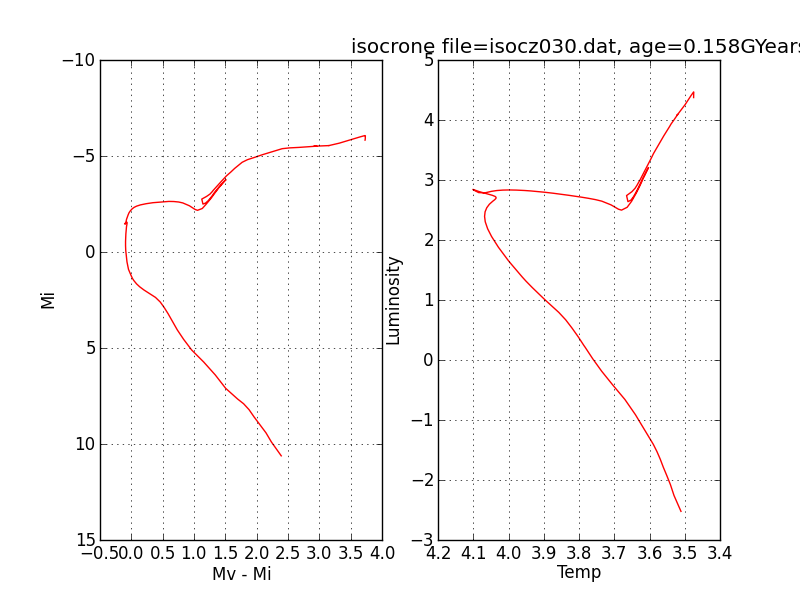 isocrone file=isocz030.dat, age=0.158GYears
−10
−5
0
5
10
15
Mi
−0.5 0.0 0.5 1.0 1.5 2.0 2.5 3.0 3.5 4.0
Mv - Mi
5
4
3
2
1
0
−1
−2
−3
Luminosity
4.2 4.1 4.0 3.9 3.8 3.7 3.6 3.5 3.4
Temp